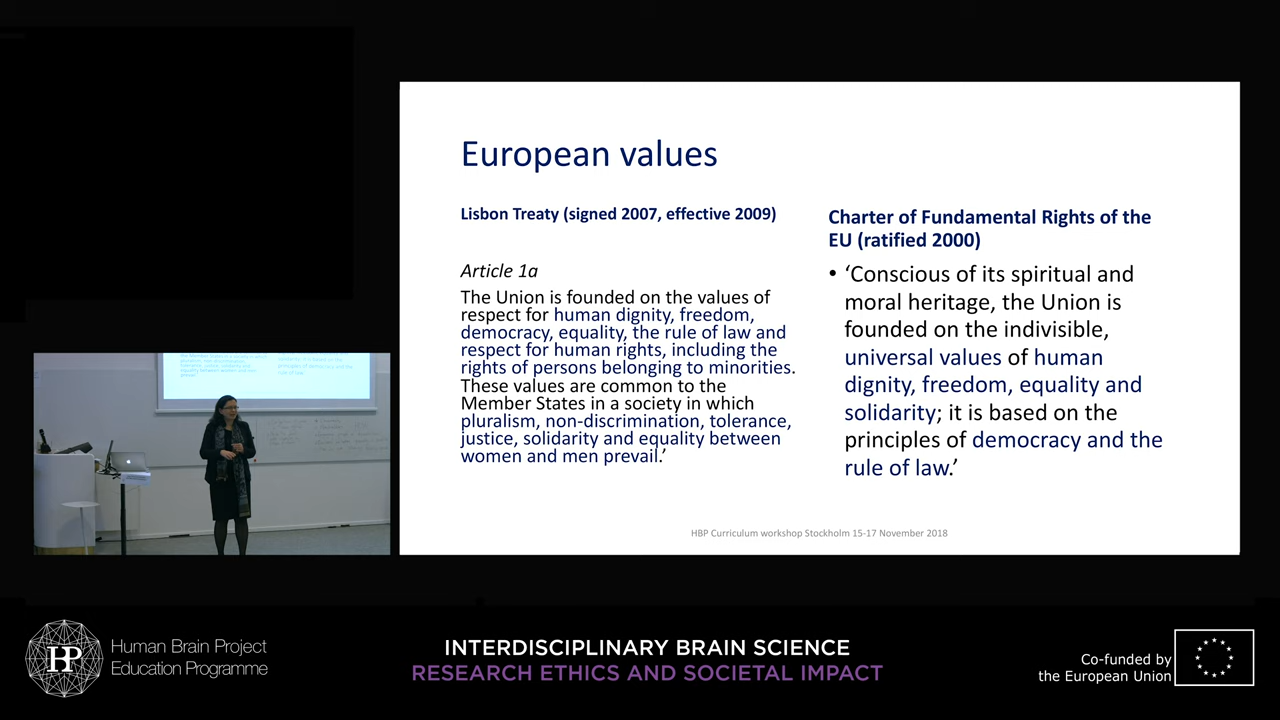 European values
Lisbon Treaty (signed 2007, effective 2009)
Article 1a
The Union is founded on the values of
respect for human dignity, freedom,
democracy, equality, the rule of law and
respect for human rights, including the
rights of persons belonging to minorities.
These values are common to the
Member States in a society in which
pluralism, non-discrimination, tolerance,
justice, solidarity and equality between
women and men prevail.’
Charter of Fundamental Rights of the
EU (ratified 2000)
• ‘Conscious of its spiritual and
moral heritage, the Union is
founded on the indivisible,
universal values of human
dignity, freedom, equality and
solidarity; it is based on the
principles of democracy and the
rule of law.’
HBP Curriculum workshop Stockholm 15-17 November 2018
HP
Human Brain Project
Education Programme
INTERDISCIPLINARY BRAIN SCIENCE
RESEARCH ETHICS AND SOCIETAL IMPACT
Co-funded by
the European Union